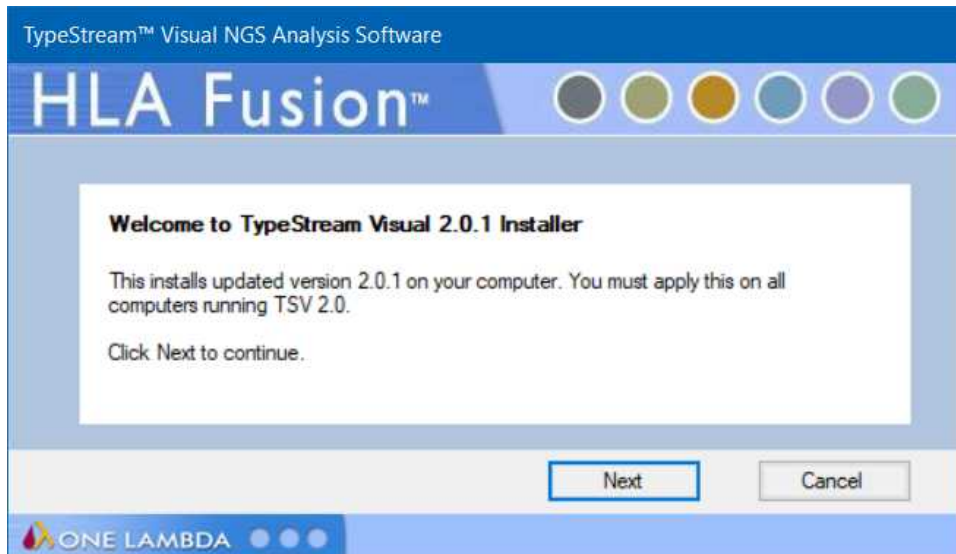 TypeStream™ Visual NGS Analysis Software
HLA Fusion™
Welcome to TypeStream Visual 2.0.1 Installer
This installs updated version 2.0.1 on your computer. You must apply this on all
computers running TSV 2.0.
Click Next to continue.
Next Cancel
ONE LAMBDA